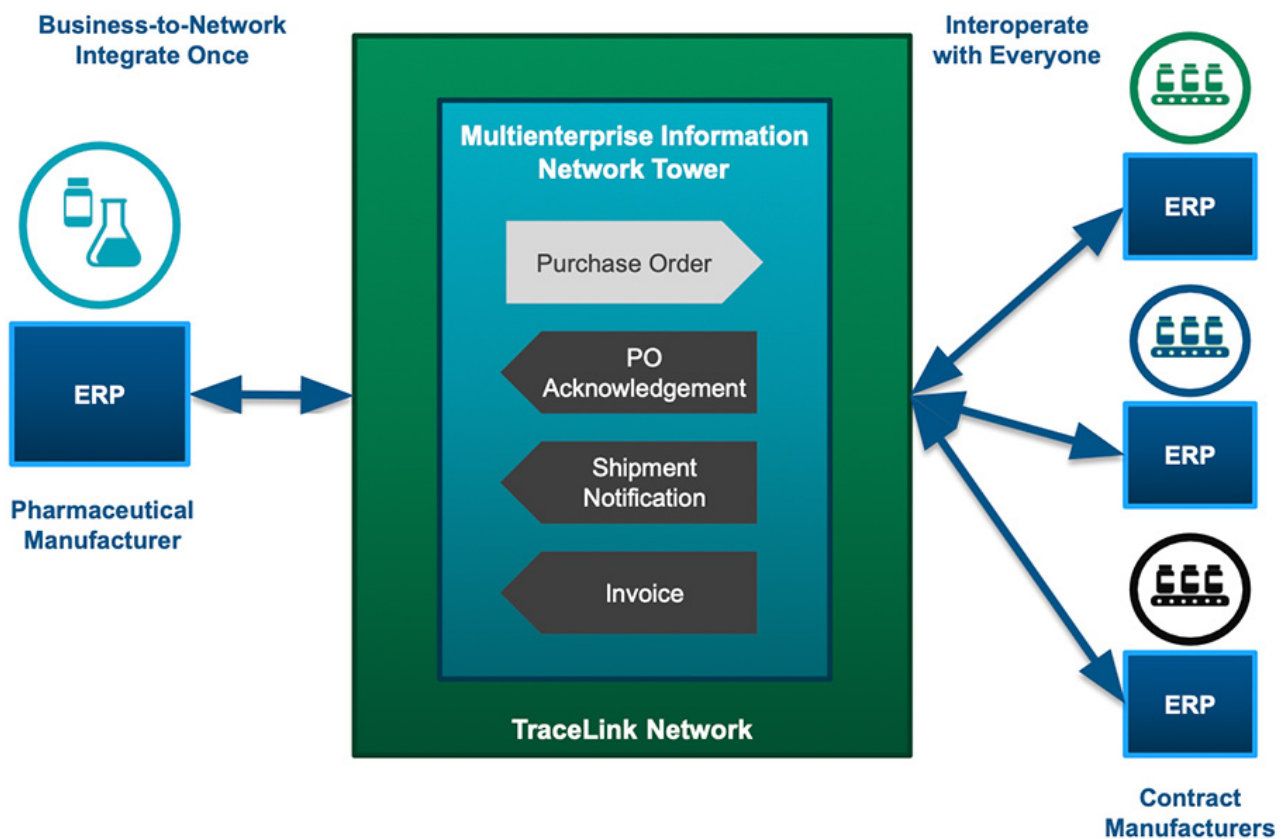 Business-to-Network
Integrate Once
Interoperate
with Everyone
Multienterprise Information
Network Tower
Purchase Order
PO
Acknowledgement
Shipment
Notification
Invoice
TraceLink Network
ERP
Pharmaceutical
Manufacturer
ERP
ERP
ERP
Contract
Manufacturers